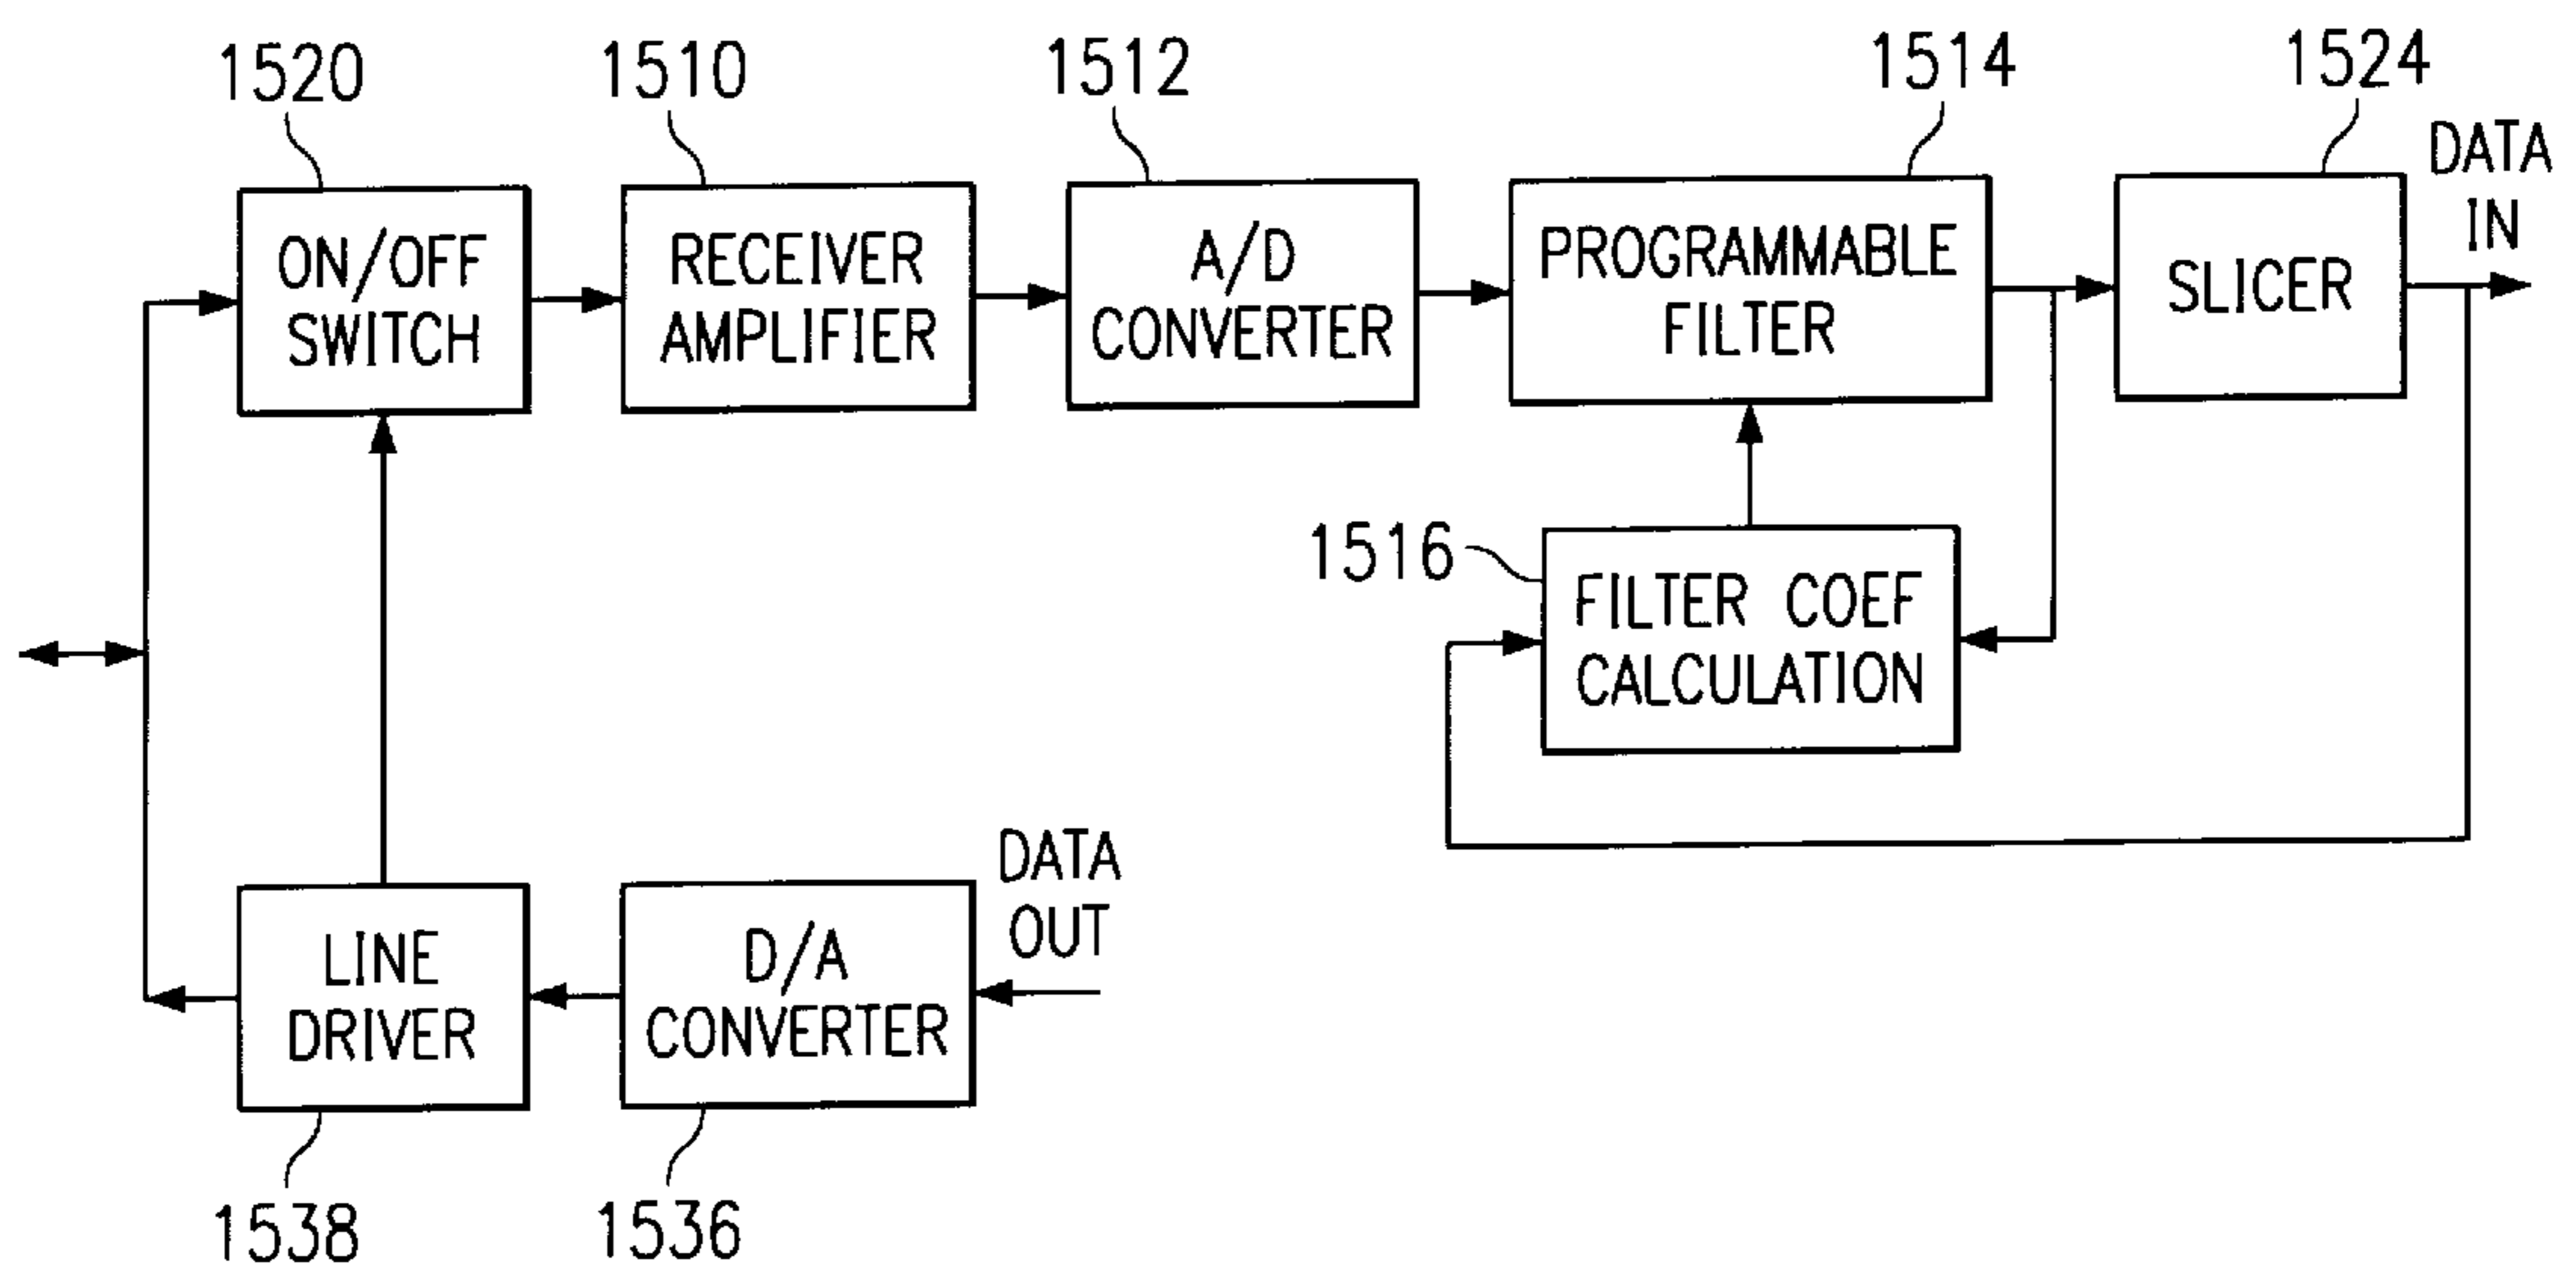 1520
1510
1512
1514
1524
DATA
IN
ON/OFF
SWITCH
RECEIVER
AMPLIFIER
A/D
CONVERTER
PROGRAMMABLE
FILTER
SLICER
1516
FILTER COEF
CALCULATION
DATA
OUT
LINE
DRIVER
D/A
CONVERTER
1538
1536